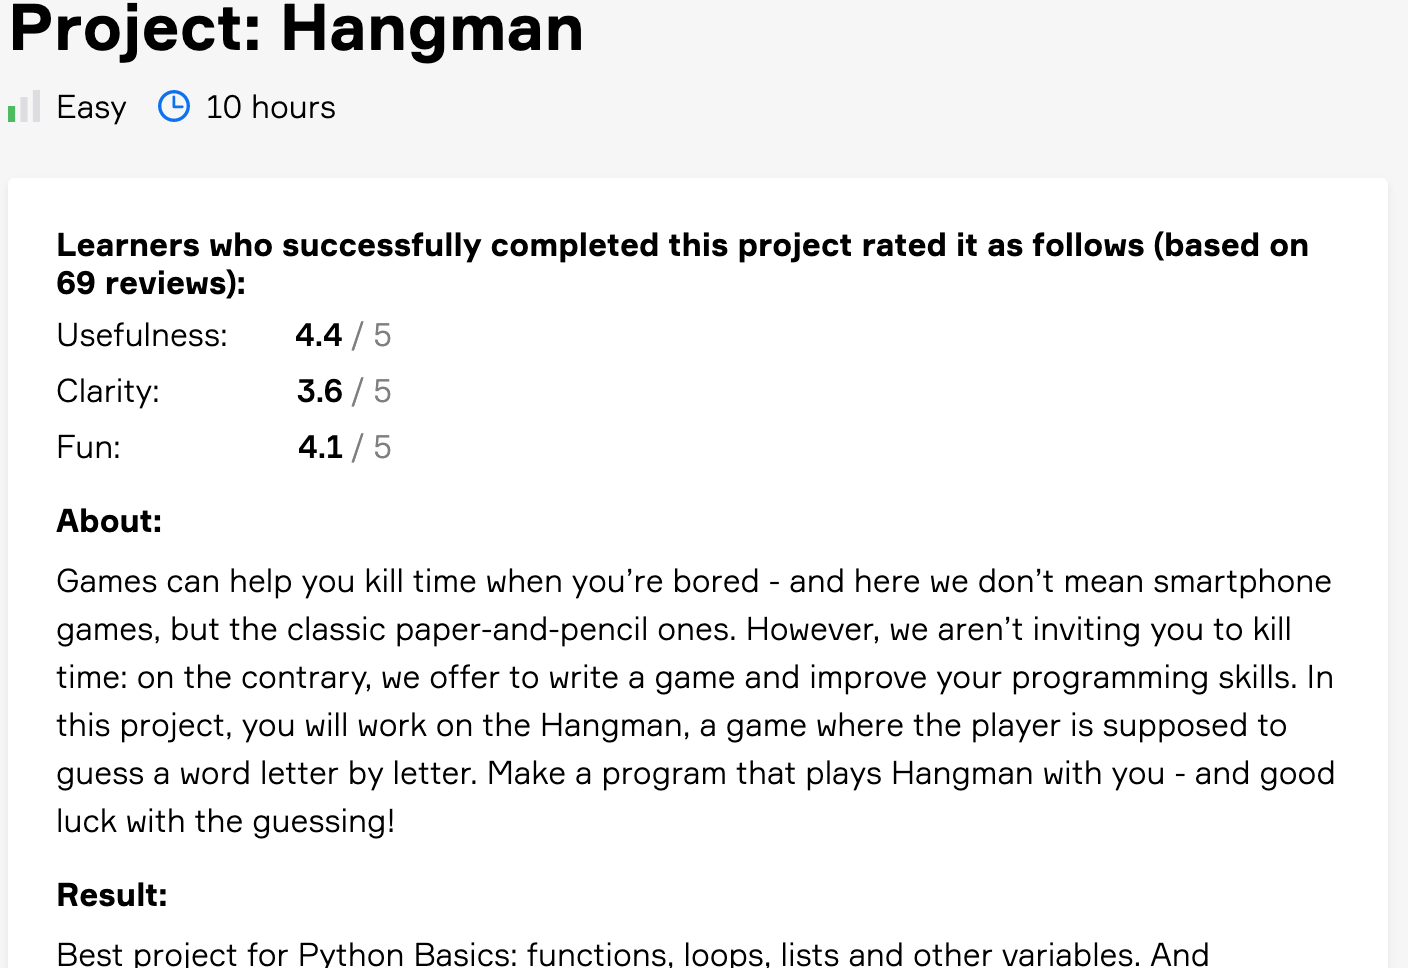 Project: Hangman
Easy 10 hours
Learners who successfully completed this project rated it as follows (based on
69 reviews):
Usefulness: 4.4 / 5
Clarity: 3.6 / 5
Fun: 4.1 / 5
About:
Games can help you kill time when you’re bored - and here we don’t mean smartphone
games, but the classic paper-and-pencil ones. However, we aren’t inviting you to kill
time: on the contrary, we offer to write a game and improve your programming skills. In
this project, you will work on the Hangman, a game where the player is supposed to
guess a word letter by letter. Make a program that plays Hangman with you - and good
luck with the guessing!
Result:
Best project for Python Basics: functions, loops, lists and other variables. And